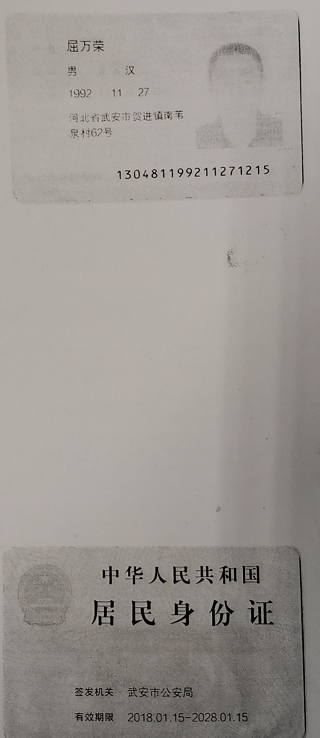 屈万荣
男 汉
1992 11 27
河北省武安市贺进镇南苇
泉村62号
130481199211271215
中华人民共和国
居民身份证
签发机关 武安市公安局
有效期限 2018.01.15-2028.01.15